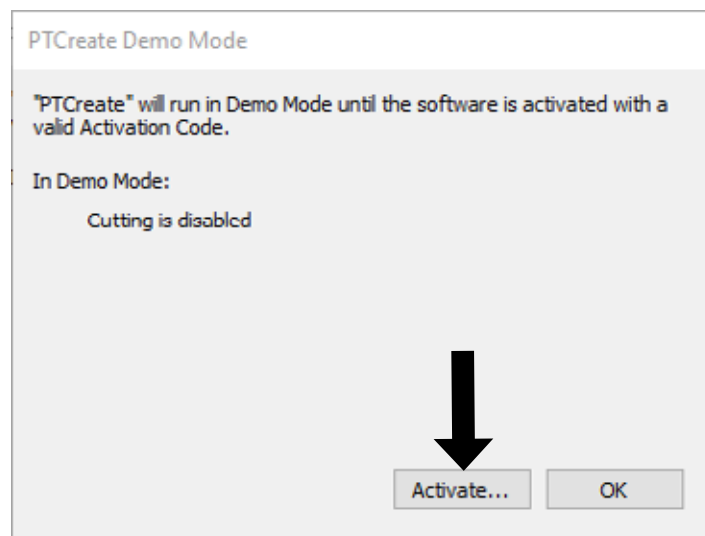 PTCreate Demo Mode
"PTCreate" will run in Demo Mode until the software is activated with a
valid Activation Code.
In Demo Mode:
Cutting is disabled
Activate...
OK